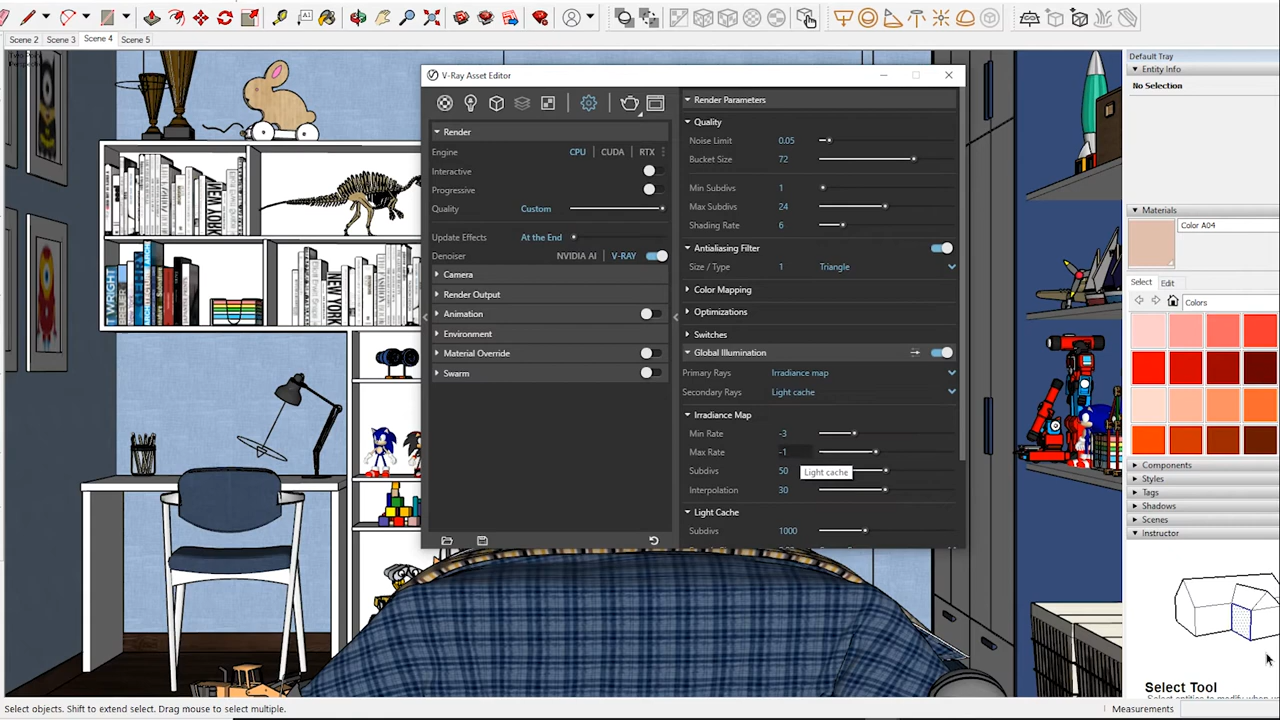 Scene 2
Scene 3
Scene 4
Scene 5
V-Ray Asset Editor
Render
Engine
CPU
CUDA
RTX
Interactive
Progressive
Quality
Custom
Update Effects
At the End
Denoiser
NVIDIA AI
V-RAY
Camera
Render Output
Animation
Environment
Material Override
Swarm
Render Parameters
Quality
Noise Limit
0.05
Bucket Size
72
Min Subdivs
1
Max Subdivs
24
Shading Rate
6
Antialiasing Filter
Size / Type
1
Triangle
Color Mapping
Optimizations
Switches
Global Illumination
Primary Rays
Irradiance map
Secondary Rays
Light cache
Irradiance Map
Min Rate
-3
Max Rate
-1
Light cache
Subdivs
50
Interpolation
30
Light Cache
Subdivs
1000
Default Tray
Entity Info
No Selection
Materials
Color A04
Select
Edit
Colors
Components
Styles
Tags
Shadows
Scenes
Instructor
Select Tool
NEW YORK
NEW YORK
NEW YORK
WRIGHT
Select objects. Shift to extend select. Drag mouse to select multiple.
Measurements